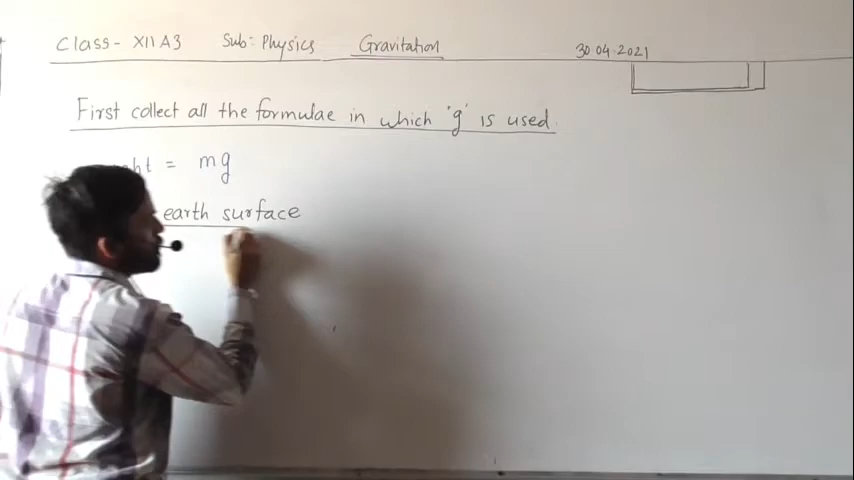 Class- XII A3 Sub: Physics Gravitation 30.04.2021
First collect all the formulae in which 'g' is used.
= mg
earth surface